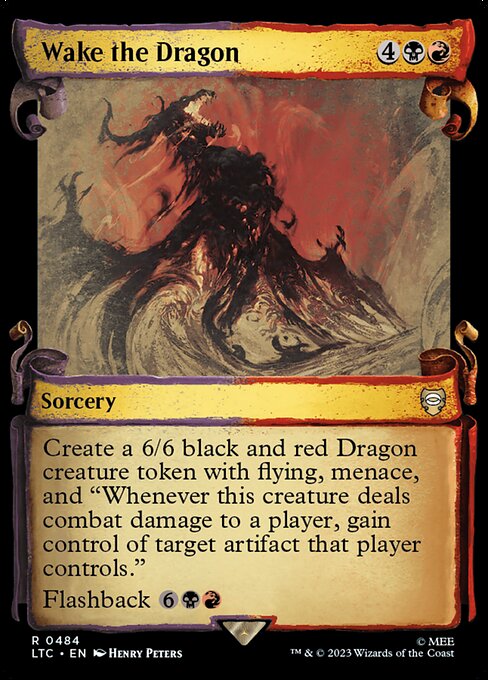 Wake the Dragon 4
Sorcery
Create a 6/6 black and red Dragon
creature token with flying, menace,
and “Whenever this creature deals
combat damage to a player, gain
control of target artifact that player
controls.”
Flashback 6
R 0484
LTC • EN HENRY PETERS
© MEE
™ & © 2023 Wizards of the Coast